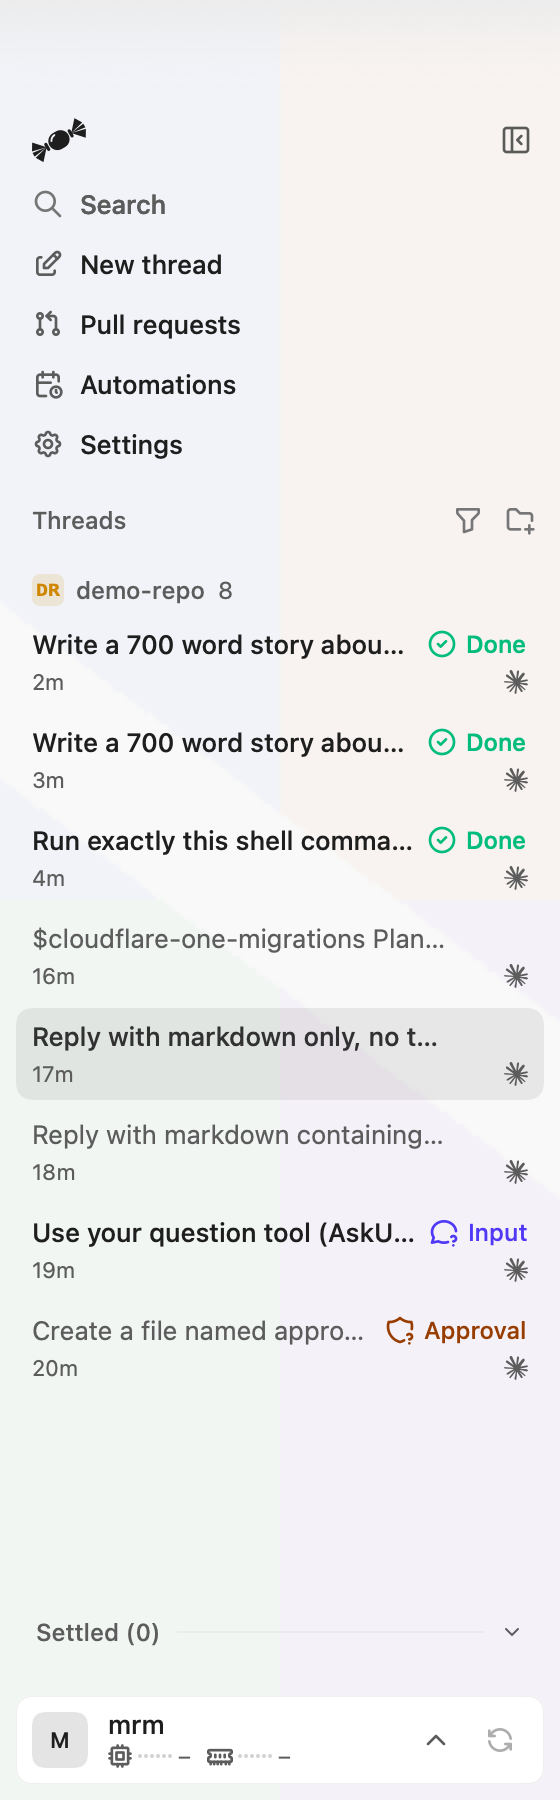 Search
New thread
Pull requests
Automations
Settings
Threads
DR demo-repo 8
Write a 700 word story abou... Done
2m
Write a 700 word story abou... Done
3m
Run exactly this shell comma... Done
4m
$cloudflare-one-migrations Plan...
16m
Reply with markdown only, no t...
17m
Reply with markdown containing...
18m
Use your question tool (AskU... Input
19m
Create a file named appro... Approval
20m
Settled (0)
M mrm
– –